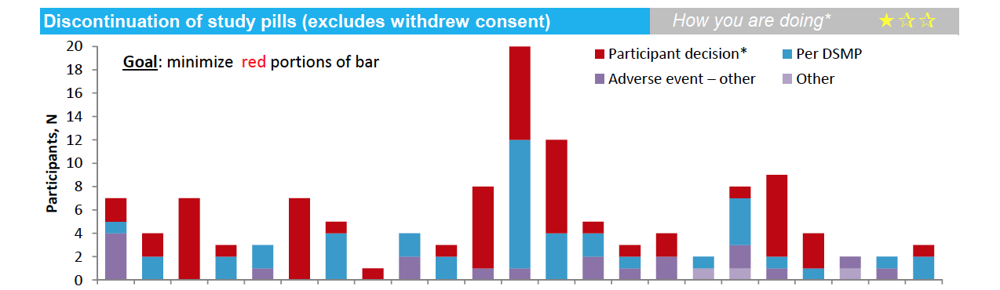 Discontinuation of study pills (excludes withdrew consent)
How you are doing* ★☆☆
Goal: minimize red portions of bar
Participant decision*
Per DSMP
Adverse event – other
Other
Participants, N
20
18
16
14
12
10
8
6
4
2
0